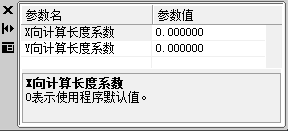 参数名 参数值
X向计算长度系数 0.000000
Y向计算长度系数 0.000000
X向计算长度系数
0表示使用程序默认值。